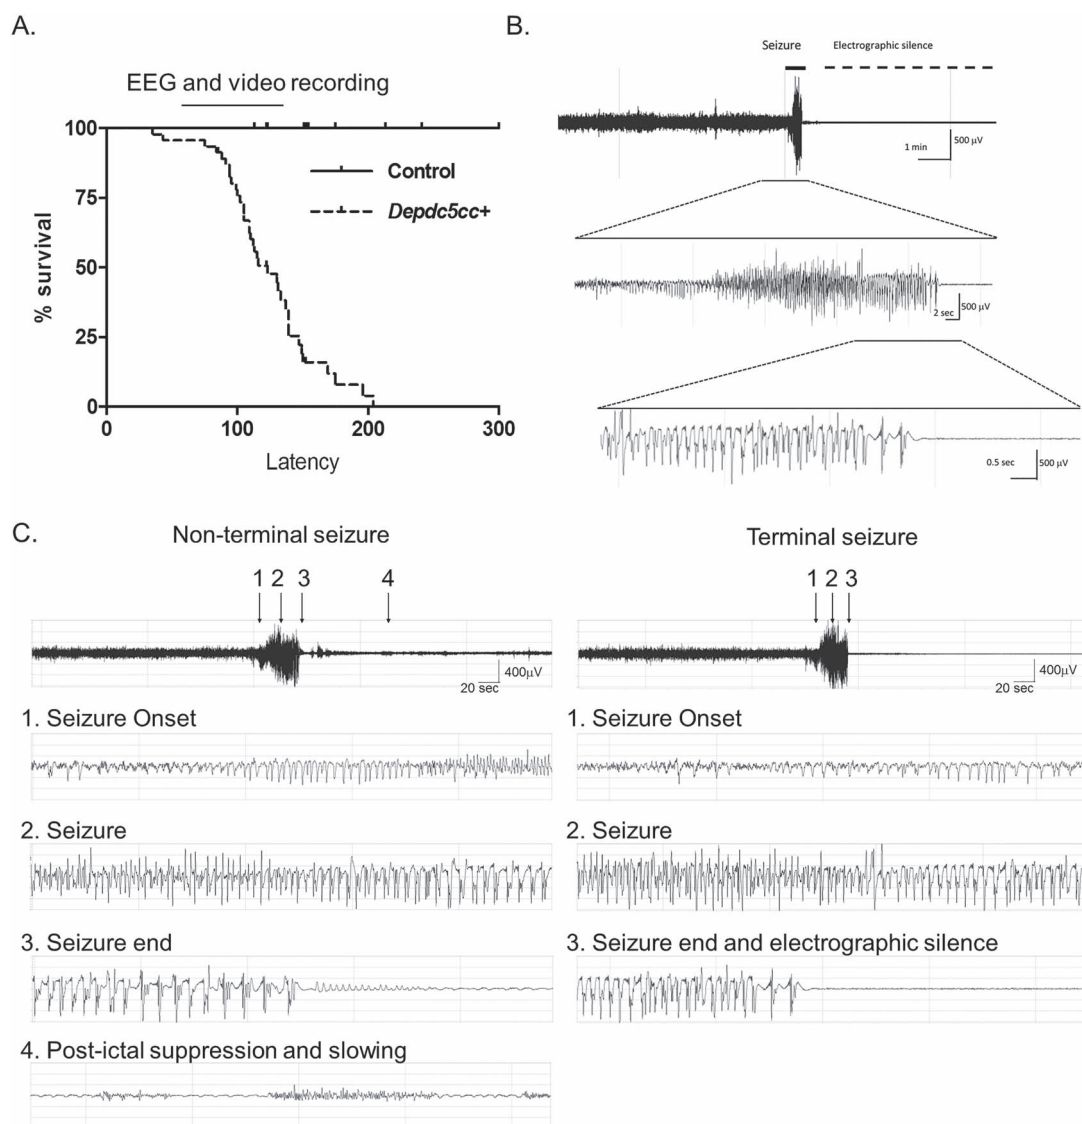 A.
EEG and video recording
100
75
50
25
0
% survival
Control
Depdc5cc+
0 100 200 300
Latency
B.
Seizure Electrographic silence
500 µV
1 min
500 µV
2 sec
0.5 sec
500 µV
C.
Non-terminal seizure
1 2 3 4
400µV
20 sec
1. Seizure Onset
2. Seizure
3. Seizure end
4. Post-ictal suppression and slowing
Terminal seizure
1 2 3
400µV
20 sec
1. Seizure Onset
2. Seizure
3. Seizure end and electrographic silence